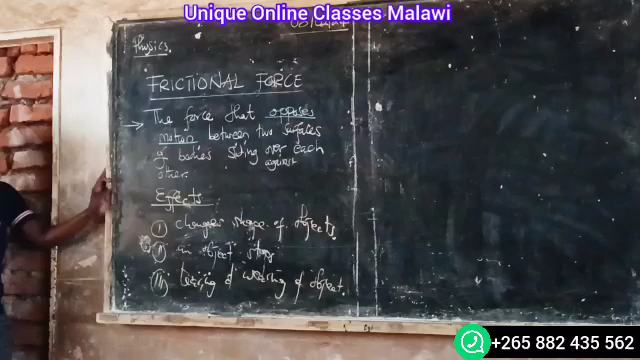 Unique Online Classes Malawi
Physics.
FRICTIONAL FORCE
→ The force that opposes
motion between two surfaces
of bodies sliding over each
against
other.
Effects
(i) changes shape of objects.
(ii) an object stops
(iii) tearing & wearing of object.
+265 882 435 562